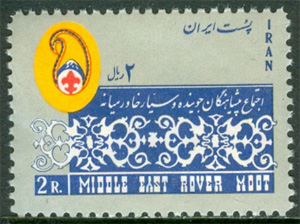 پست ایران
IRAN
۲ ریال
اجتماع پیشاهنگان جوینده و سیار خاورمیانه
2 R. MIDDLE EAST ROVER MOOT